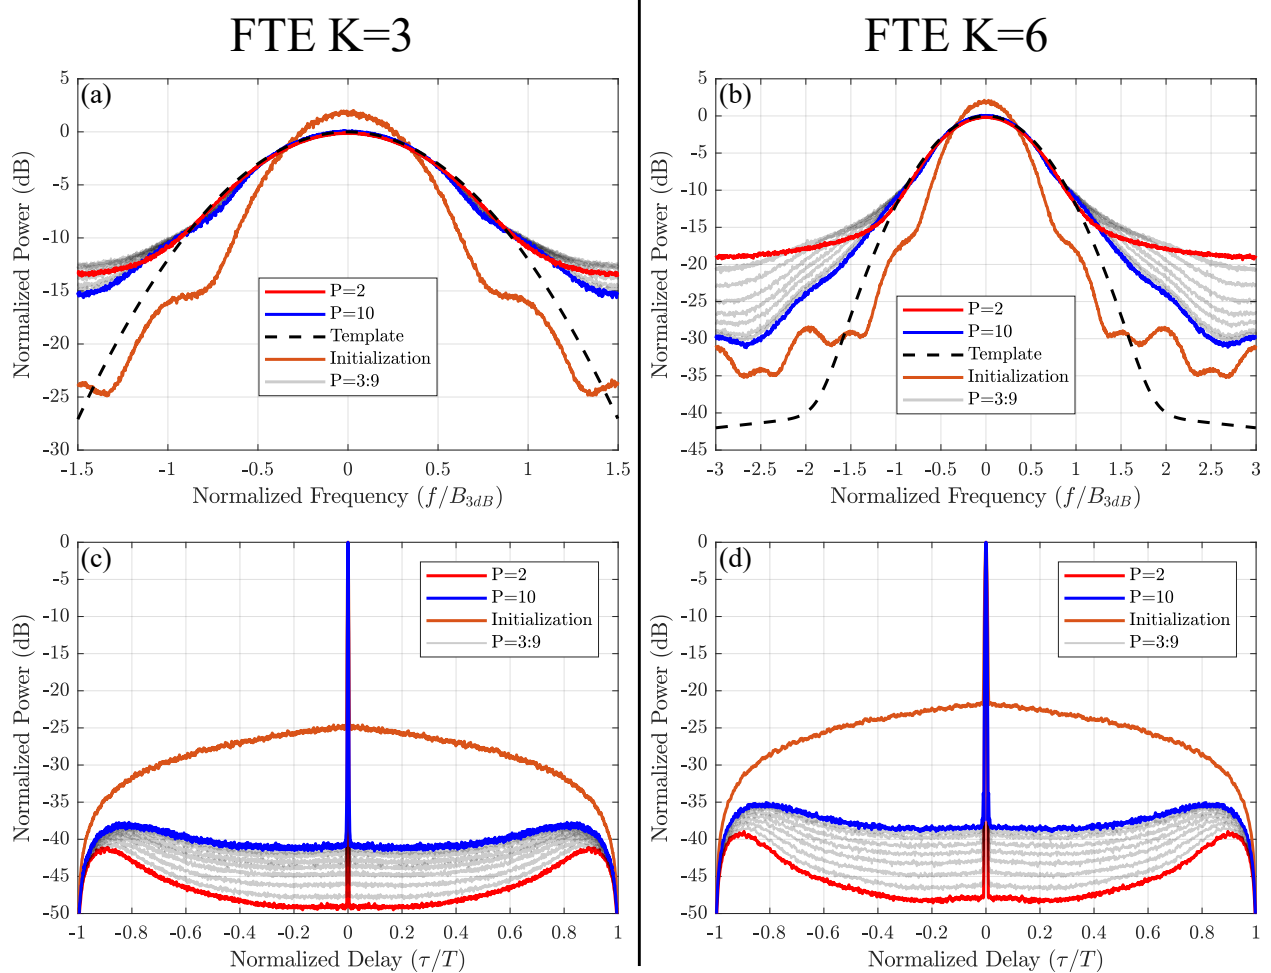 FTE K=3
FTE K=6
(a)
5
0
-5
-10
-15
-20
-25
-30
Normalized Power (dB)
P=2
P=10
Template
Initialization
P=3:9
-1.5
-1
-0.5
0
0.5
1
1.5
Normalized Frequency (f/B3dB)
(b)
5
0
-5
-10
-15
-20
-25
-30
-35
-40
-45
Normalized Power (dB)
P=2
P=10
Template
Initialization
P=3:9
-3
-2.5
-2
-1.5
-1
-0.5
0
0.5
1
1.5
2
2.5
3
Normalized Frequency (f/B3dB)
(c)
0
-5
-10
-15
-20
-25
-30
-35
-40
-45
-50
Normalized Power (dB)
P=2
P=10
Initialization
P=3:9
-1
-0.8
-0.6
-0.4
-0.2
0
0.2
0.4
0.6
0.8
1
Normalized Delay (τ/T)
(d)
0
-5
-10
-15
-20
-25
-30
-35
-40
-45
-50
Normalized Power (dB)
P=2
P=10
Initialization
P=3:9
-1
-0.8
-0.6
-0.4
-0.2
0
0.2
0.4
0.6
0.8
1
Normalized Delay (τ/T)